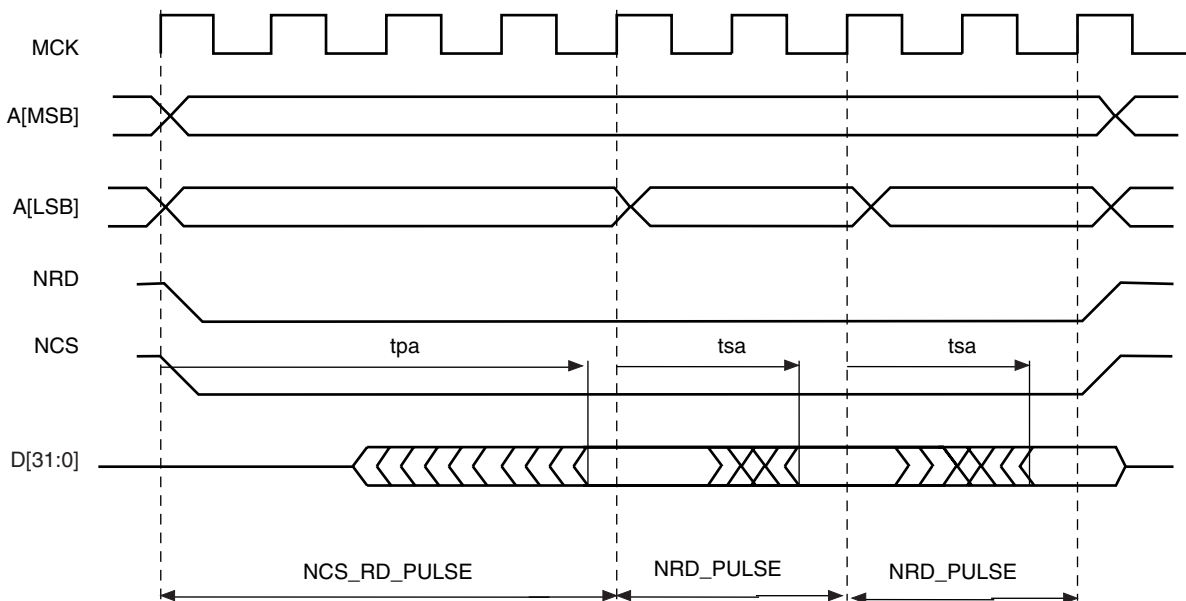 MCK
A[MSB]
A[LSB]
NRD
NCS
tpa
tsa
tsa
D[31:0]
NCS_RD_PULSE
NRD_PULSE
NRD_PULSE